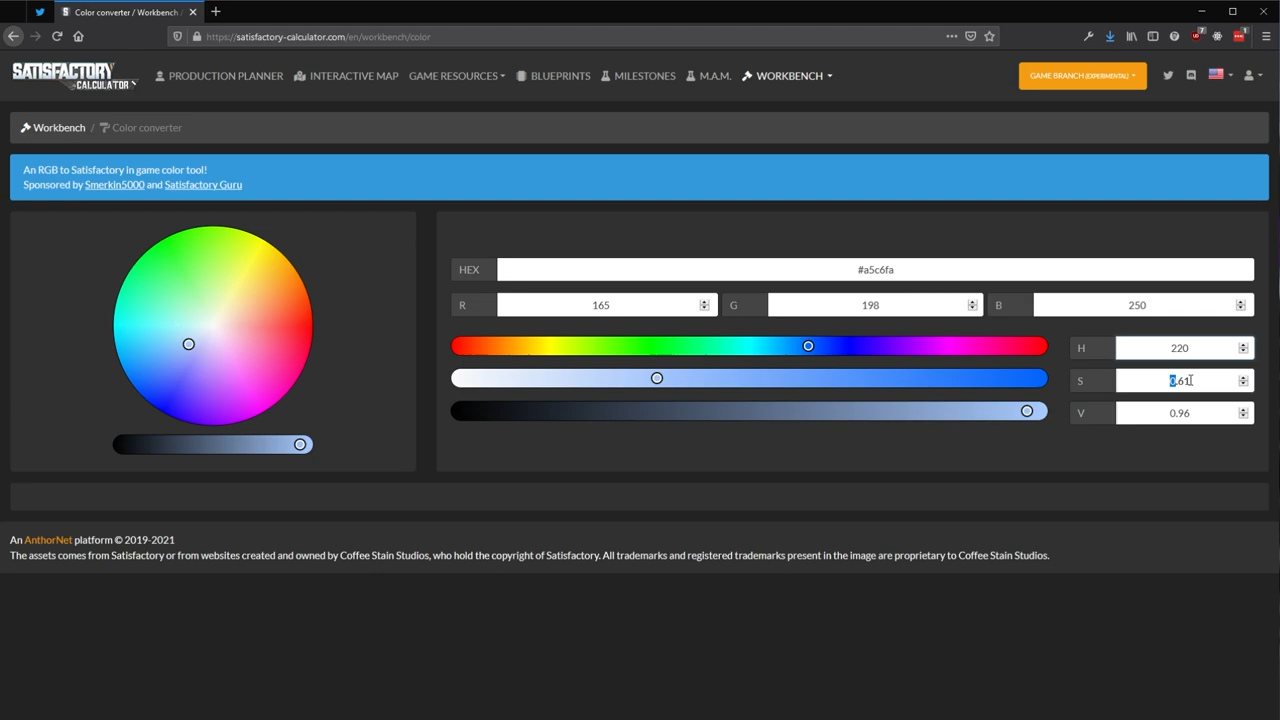 Color converter / Workbench
https://satisfactory-calculator.com/en/workbench/color
SATISFACTORY
CALCULATOR
PRODUCTION PLANNER
INTERACTIVE MAP
GAME RESOURCES
BLUEPRINTS
MILESTONES
M.A.M.
WORKBENCH
GAME BRANCH (EXPERIMENTAL)
Workbench / Color converter
An RGB to Satisfactory in game color tool!
Sponsored by Smerkin5000 and Satisfactory Guru
HEX #a5c6fa
R 165 G 198 B 250
H 220
S 0.61
V 0.96
An AnthorNet platform © 2019-2021
The assets comes from Satisfactory or from websites created and owned by Coffee Stain Studios, who hold the copyright of Satisfactory. All trademarks and registered trademarks present in the image are proprietary to Coffee Stain Studios.